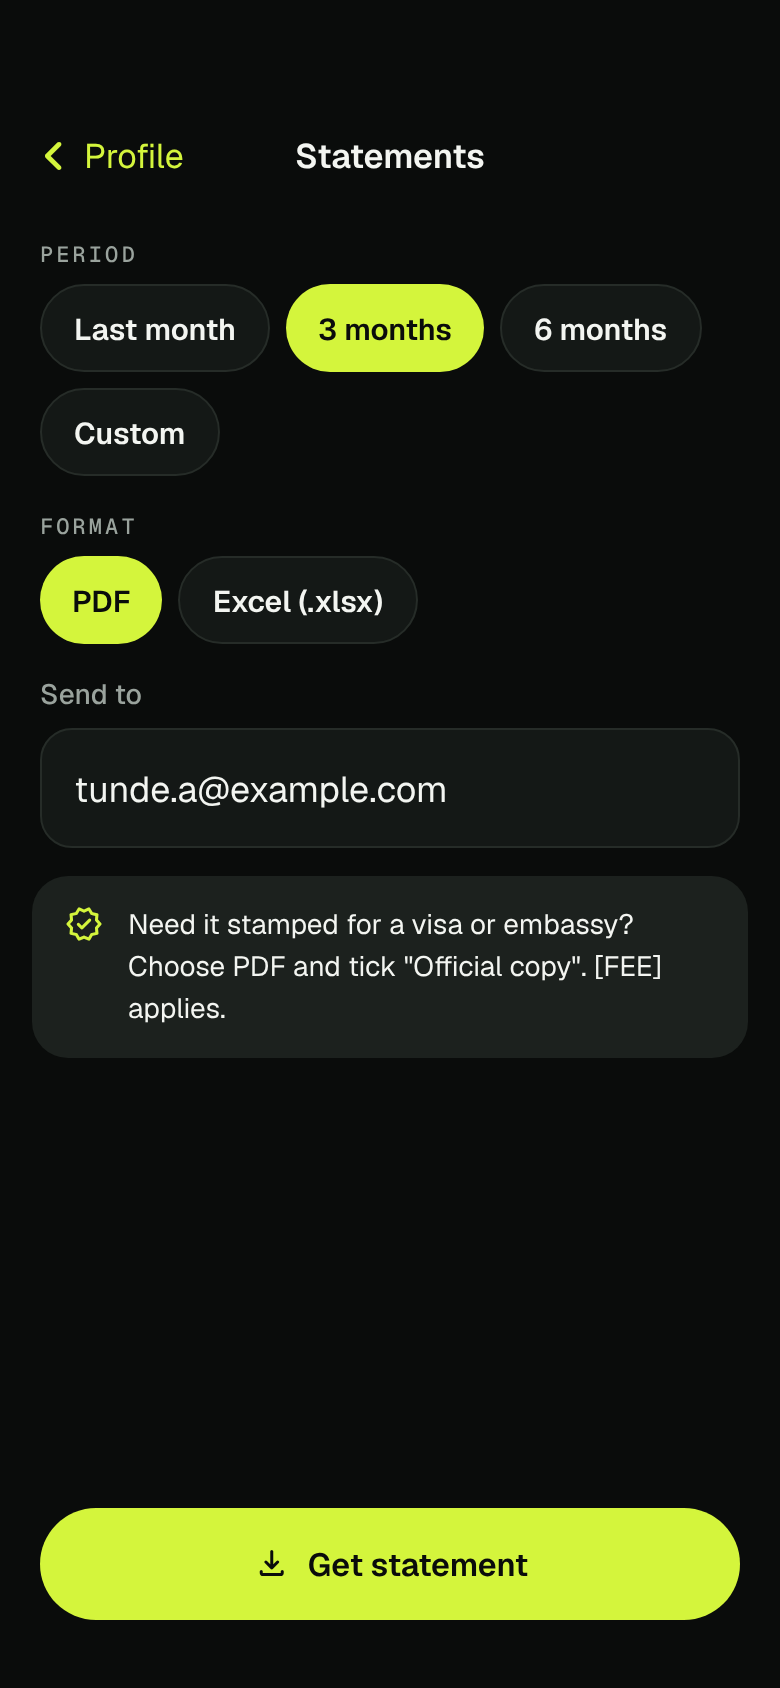 Profile
Statements
PERIOD
Last month
3 months
6 months
Custom
FORMAT
PDF
Excel (.xlsx)
Send to
tunde.a@example.com
Need it stamped for a visa or embassy?
Choose PDF and tick "Official copy". [FEE]
applies.
Get statement